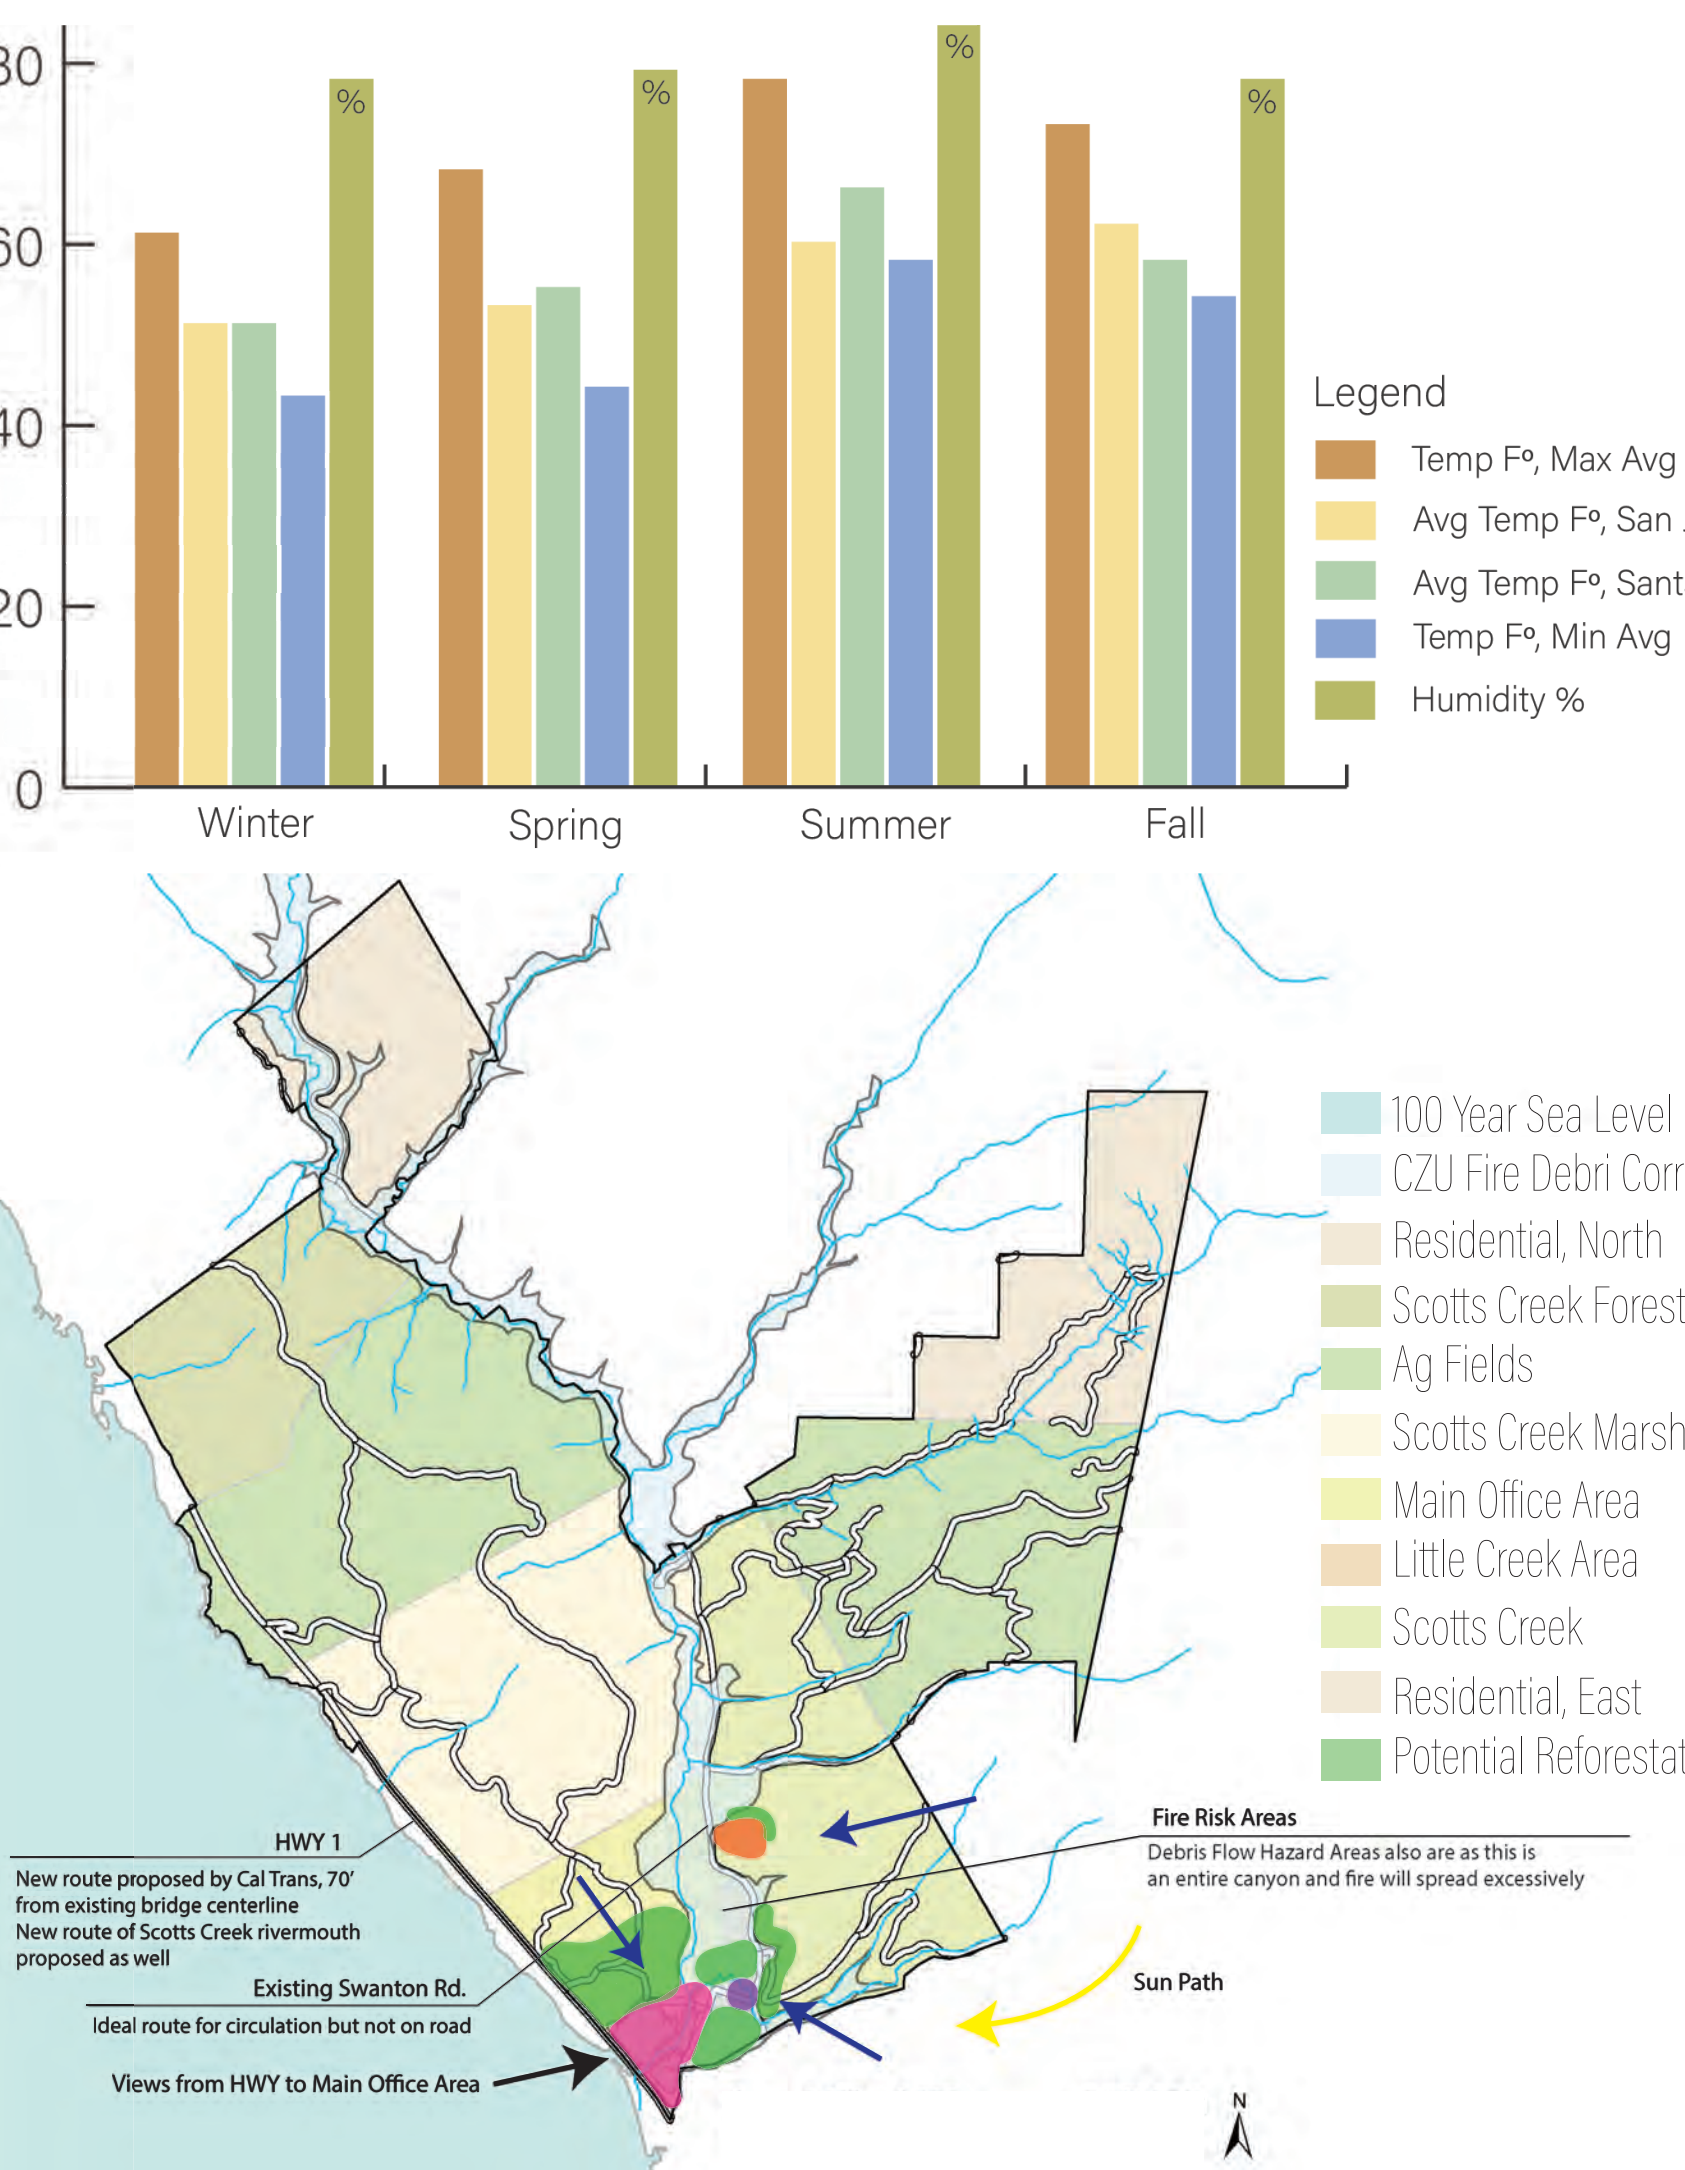 80
%
%
%
%
60
40
20
0
Winter
Spring
Summer
Fall
Legend
Temp Fº, Max Avg
Avg Temp Fº, San
Avg Temp Fº, Sant
Temp Fº, Min Avg
Humidity %
100 Year Sea Level
CZU Fire Debri Corr
Residential, North
Scotts Creek Forest
Ag Fields
Scotts Creek Marsh
Main Office Area
Little Creek Area
Scotts Creek
Residential, East
Potential Reforestat
HWY 1
New route proposed by Cal Trans, 70'
from existing bridge centerline
New route of Scotts Creek rivermouth
proposed as well
Existing Swanton Rd.
Ideal route for circulation but not on road
Views from HWY to Main Office Area
Fire Risk Areas
Debris Flow Hazard Areas also are as this is
an entire canyon and fire will spread excessively
Sun Path
N